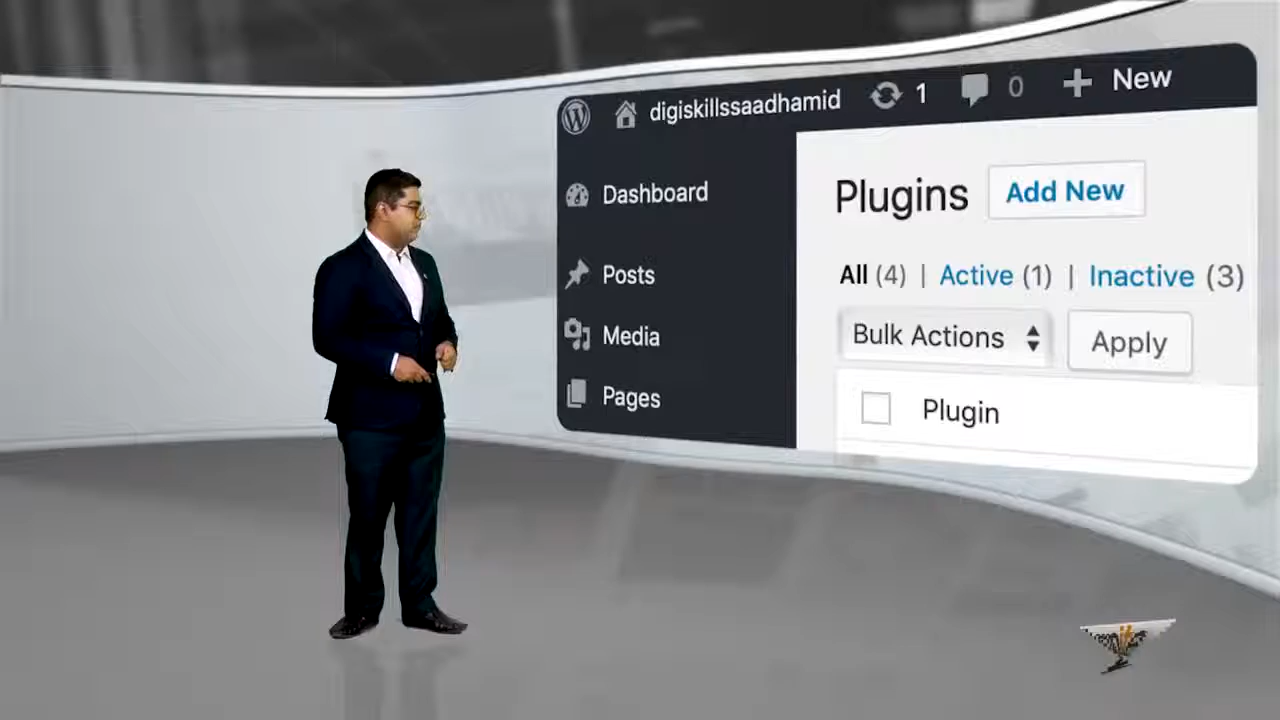 digiskillssaadhamid 1 0 + New
Dashboard
Posts
Media
Pages
Plugins Add New
All (4) | Active (1) | Inactive (3)
Bulk Actions Apply
Plugin